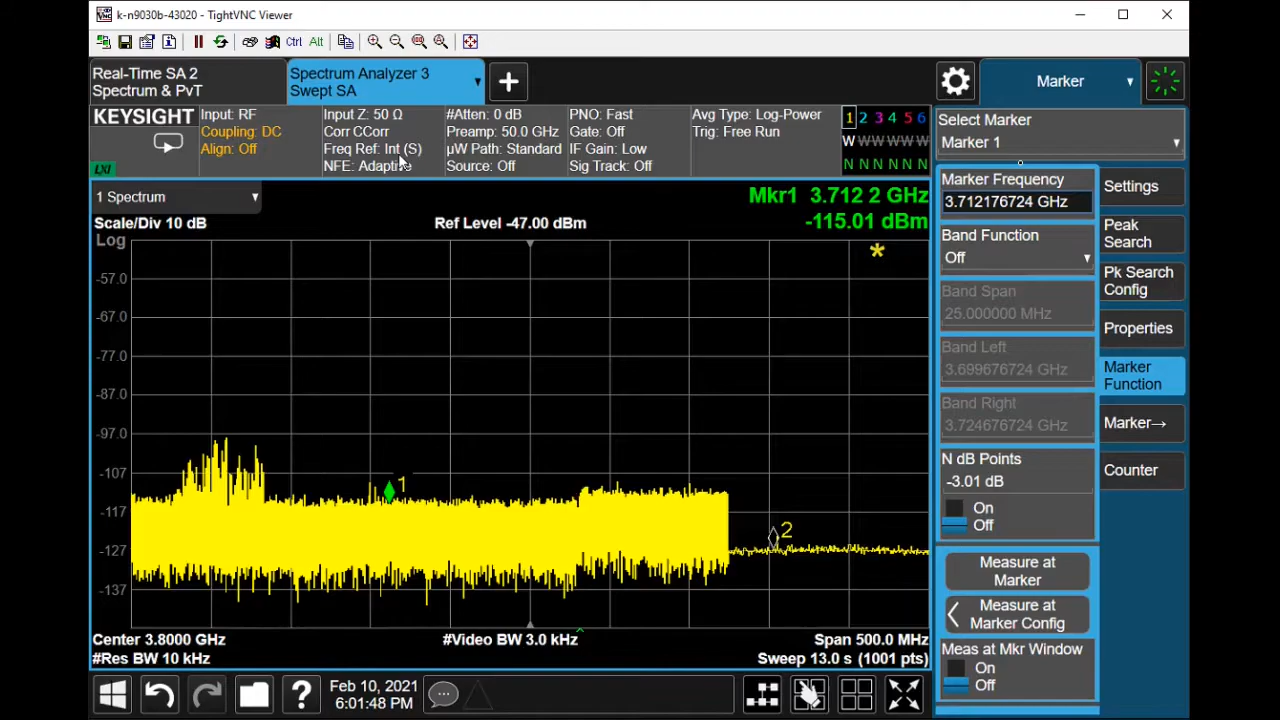 k-n9030b-43020 - TightVNC Viewer
Ctrl Alt
Real-Time SA 2
Spectrum & PvT
Spectrum Analyzer 3
Swept SA
Marker
KEYSIGHT
LXI
Input: RF
Coupling: DC
Align: Off
Input Z: 50 Ω
Corr CCorr
Freq Ref: Int (S)
NFE: Adaptive
#Atten: 0 dB
Preamp: 50.0 GHz
µW Path: Standard
Source: Off
PNO: Fast
Gate: Off
IF Gain: Low
Sig Track: Off
Avg Type: Log-Power
Trig: Free Run
1 2 3 4 5 6
W W W W W W
N N N N N N
Select Marker
Marker 1
1 Spectrum
Scale/Div 10 dB
Ref Level -47.00 dBm
Mkr1 3.712 2 GHz
-115.01 dBm
Log
-57.0
-67.0
-77.0
-87.0
-97.0
-107
-117
-127
-137
1
2
Center 3.8000 GHz
#Video BW 3.0 kHz
Span 500.0 MHz
#Res BW 10 kHz
Sweep 13.0 s (1001 pts)
Marker Frequency
3.712176724 GHz
Band Function
Off
Band Span
25.000000 MHz
Band Left
3.699676724 GHz
Band Right
3.724676724 GHz
N dB Points
-3.01 dB
On
Off
Measure at
Marker
Measure at
Marker Config
Meas at Mkr Window
On
Off
Settings
Peak
Search
Pk Search
Config
Properties
Marker
Function
Marker→
Counter
Feb 10, 2021
6:01:48 PM